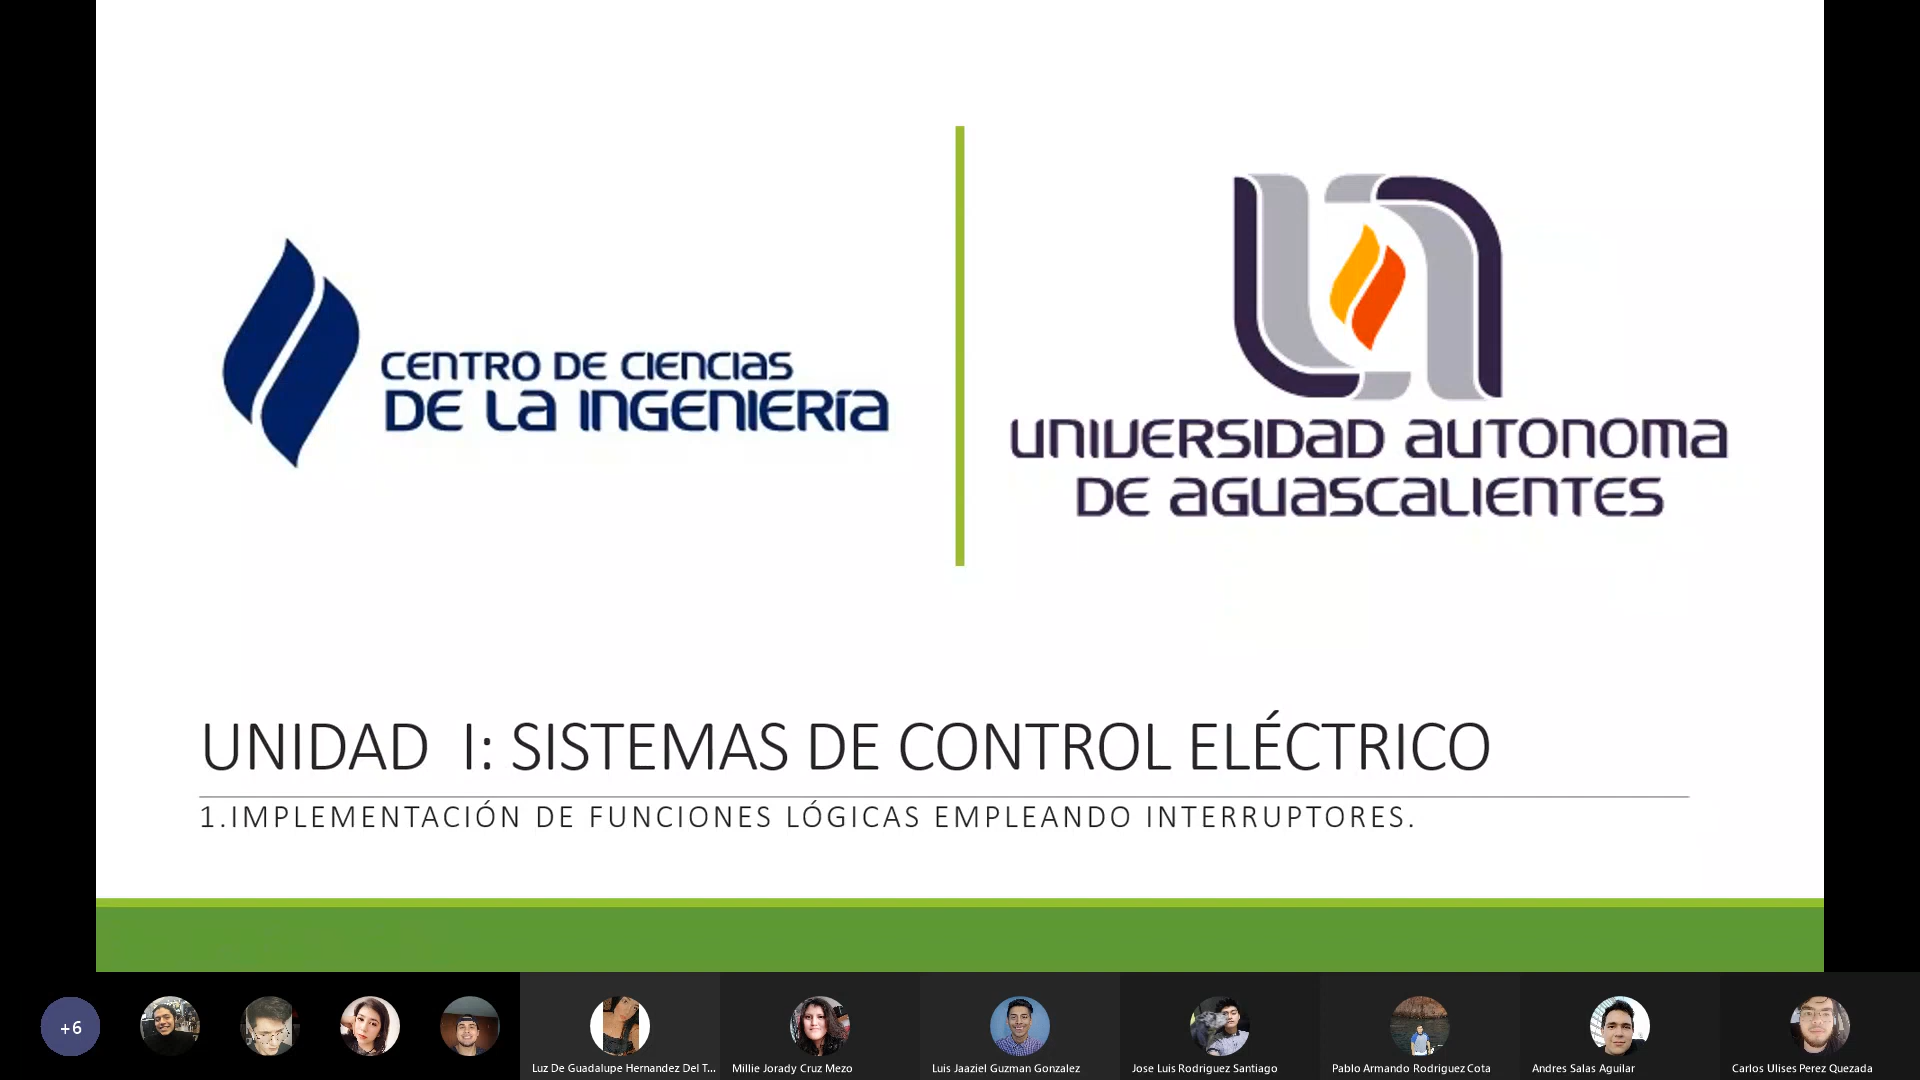 CENTRO DE CIENCIAS
DE LA INGENIERÍA
UNIVERSIDAD AUTONOMA
DE AGUASCALIENTES
UNIDAD I: SISTEMAS DE CONTROL ELÉCTRICO
1.IMPLEMENTACIÓN DE FUNCIONES LÓGICAS EMPLEANDO INTERRUPTORES.
+6
Luz De Guadalupe Hernandez Del T...
Millie Jorady Cruz Mezo
Luis Jaaziel Guzman Gonzalez
Jose Luis Rodriguez Santiago
Pablo Armando Rodriguez Cota
Andres Salas Aguilar
Carlos Ulises Perez Quezada